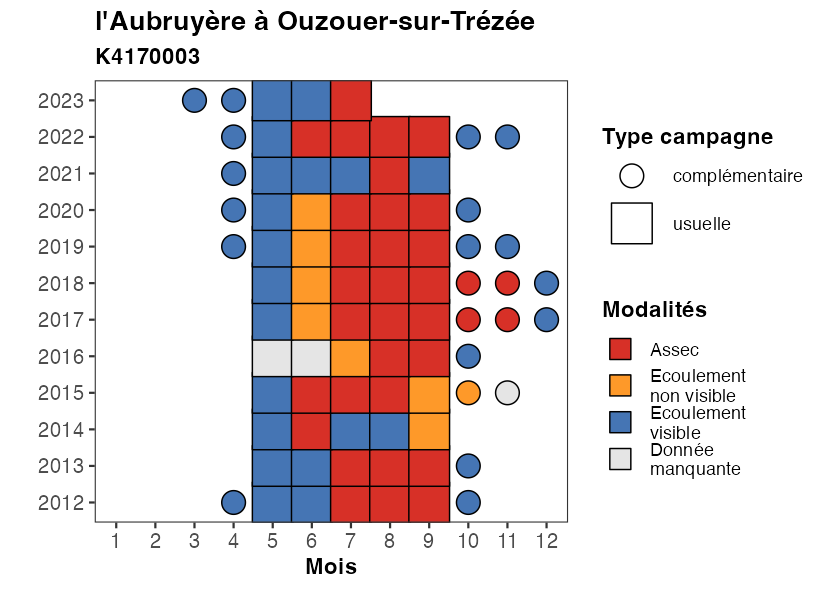 l'Aubruyère à Ouzouer-sur-Trézée
K4170003
2023
2022
2021
2020
2019
2018
2017
2016
2015
2014
2013
2012
1 2 3 4 5 6 7 8 9 10 11 12
Mois
Type campagne
complémentaire
usuelle
Modalités
Assec
Ecoulement
non visible
Ecoulement
visible
Donnée
manquante